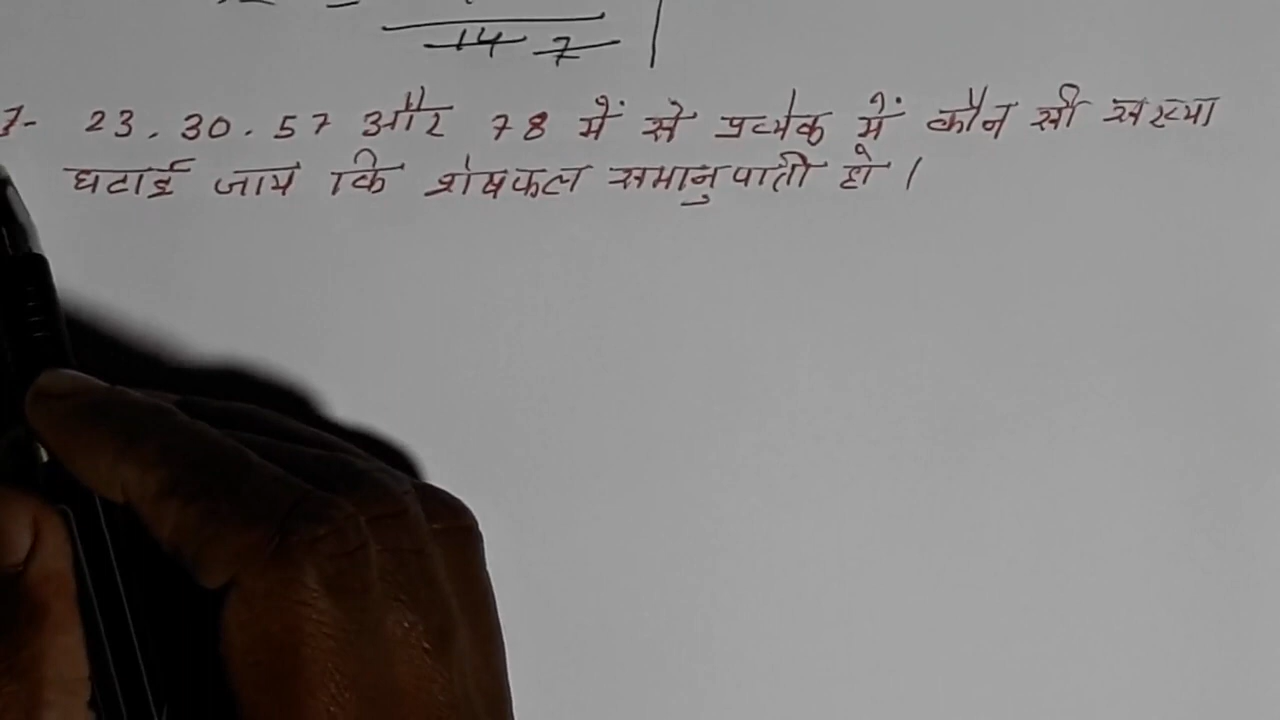 14 7
7- 23. 30. 57 और 78 में से प्रत्येक में कौन सी संख्या
घटाई जाय कि शेषफल समानुपाती हो।